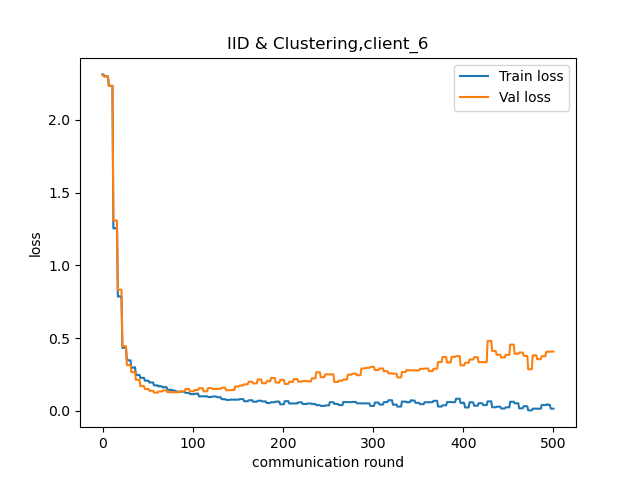 IID & Clustering,client_6
Train loss
Val loss
2.0
1.5
1.0
0.5
0.0
loss
0
100
200
300
400
500
communication round